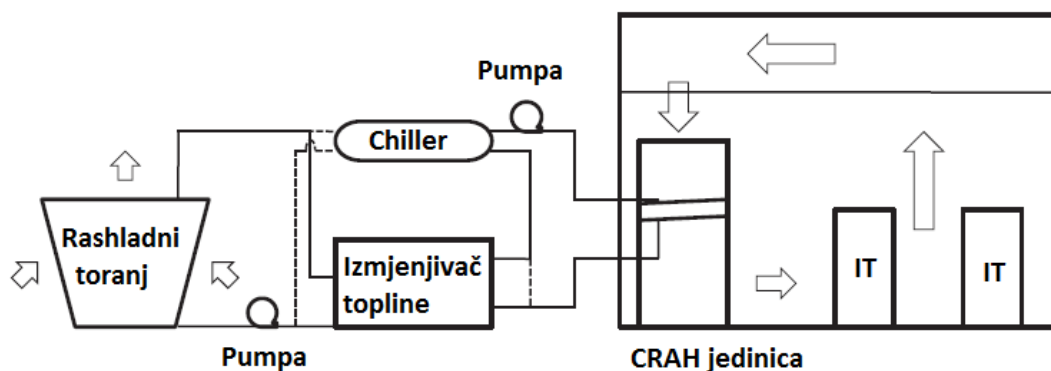 Pumpa
Chiller
Rashladni
toranj
Izmjenjivač
topline
IT
IT
Pumpa
CRAH jedinica